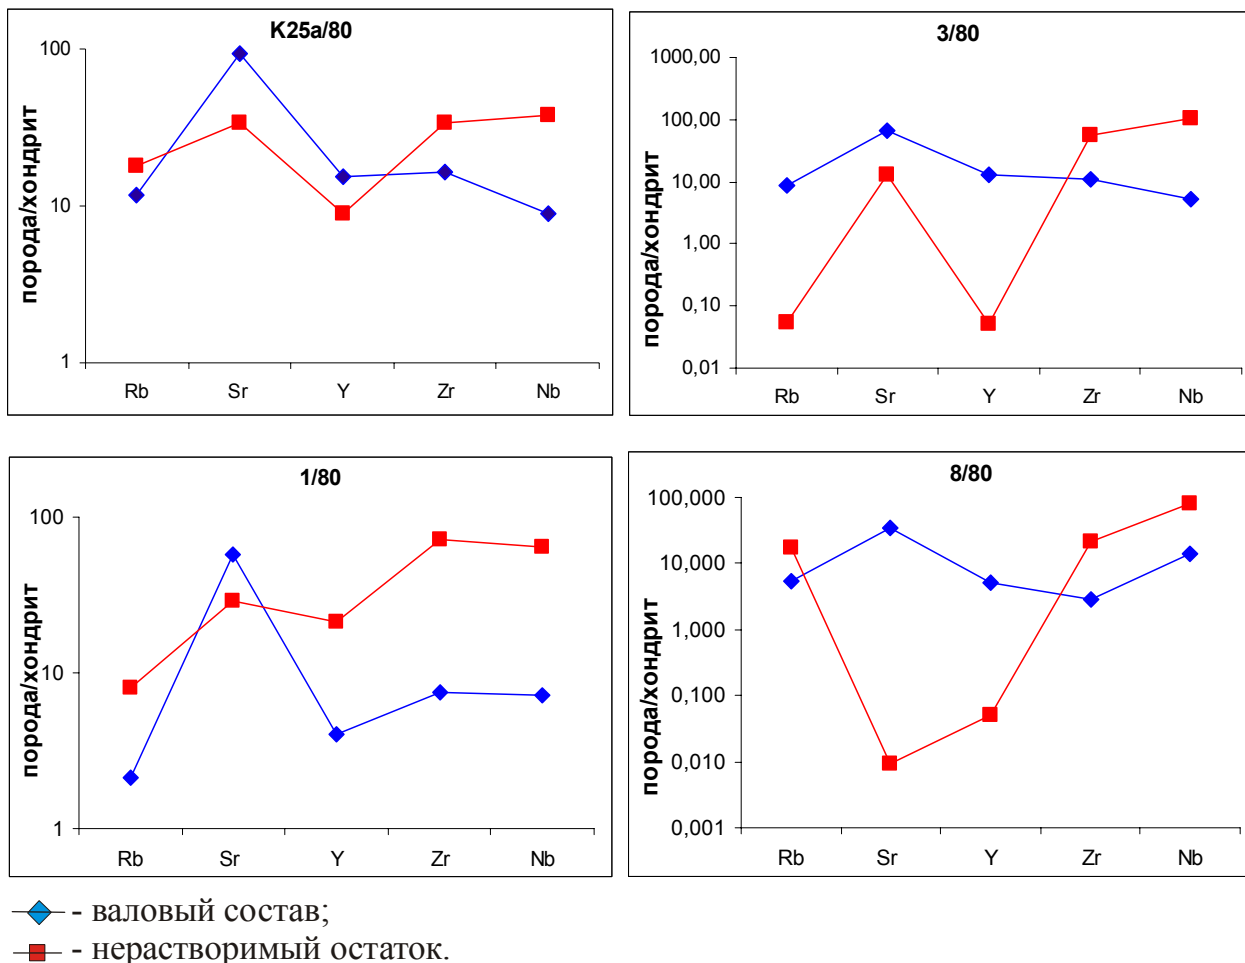 K25a/80
порода/хондрит
100
10
1
Rb Sr Y Zr Nb
3/80
порода/хондрит
1000,00
100,00
10,00
1,00
0,10
0,01
Rb Sr Y Zr Nb
1/80
порода/хондрит
100
10
1
Rb Sr Y Zr Nb
8/80
порода/хондрит
100,000
10,000
1,000
0,100
0,010
0,001
Rb Sr Y Zr Nb
- валовый состав;
- нерастворимый остаток.